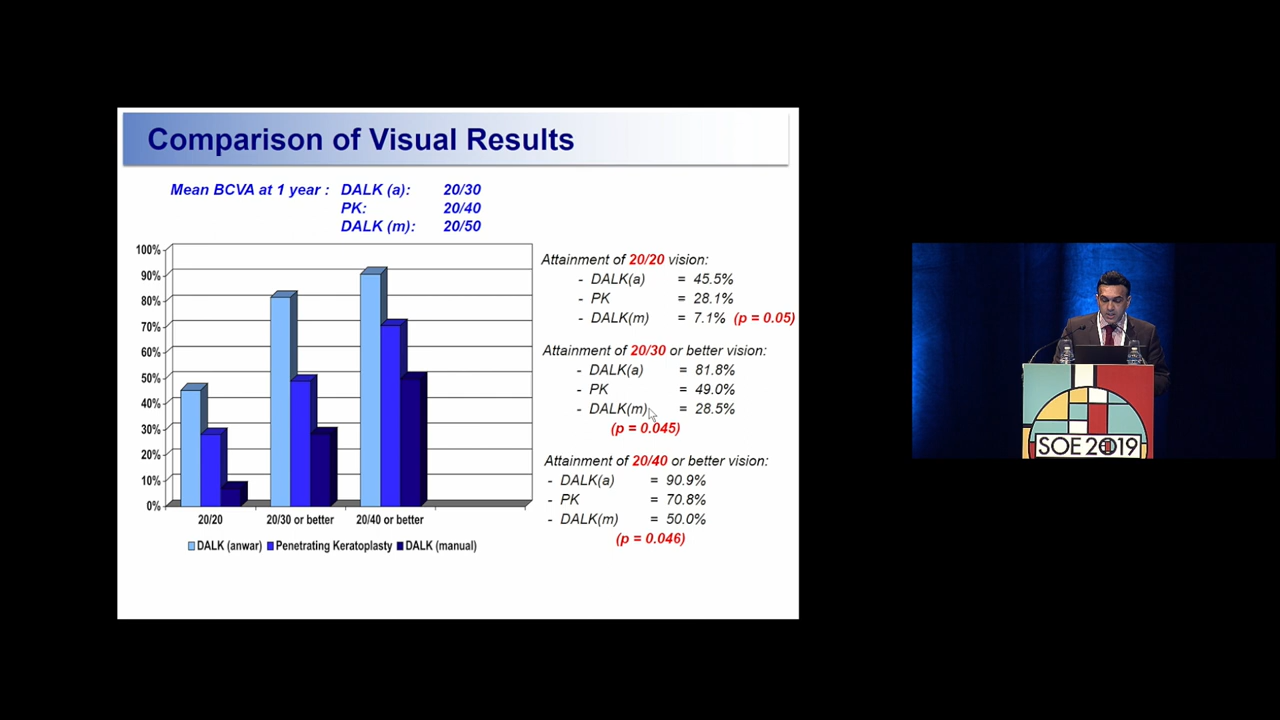 Comparison of Visual Results
Mean BCVA at 1 year : DALK (a): 20/30
PK: 20/40
DALK (m): 20/50
100%
90%
80%
70%
60%
50%
40%
30%
20%
10%
0%
20/20 20/30 or better 20/40 or better
DALK (anwar) Penetrating Keratoplasty DALK (manual)
Attainment of 20/20 vision:
- DALK(a) = 45.5%
- PK = 28.1%
- DALK(m) = 7.1% (p = 0.05)
Attainment of 20/30 or better vision:
- DALK(a) = 81.8%
- PK = 49.0%
- DALK(m) = 28.5%
(p = 0.045)
Attainment of 20/40 or better vision:
- DALK(a) = 90.9%
- PK = 70.8%
- DALK(m) = 50.0%
(p = 0.046)
SOE 2019